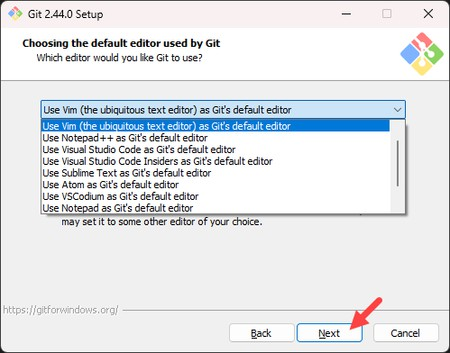 Git 2.44.0 Setup
Choosing the default editor used by Git
Which editor would you like Git to use?
Use Vim (the ubiquitous text editor) as Git's default editor
Use Vim (the ubiquitous text editor) as Git's default editor
Use Notepad++ as Git's default editor
Use Visual Studio Code as Git's default editor
Use Visual Studio Code Insiders as Git's default editor
Use Sublime Text as Git's default editor
Use Atom as Git's default editor
Use VSCodium as Git's default editor
Use Notepad as Git's default editor
may set it to some other editor of your choice.
https://gitforwindows.org/
Back
Next
Cancel